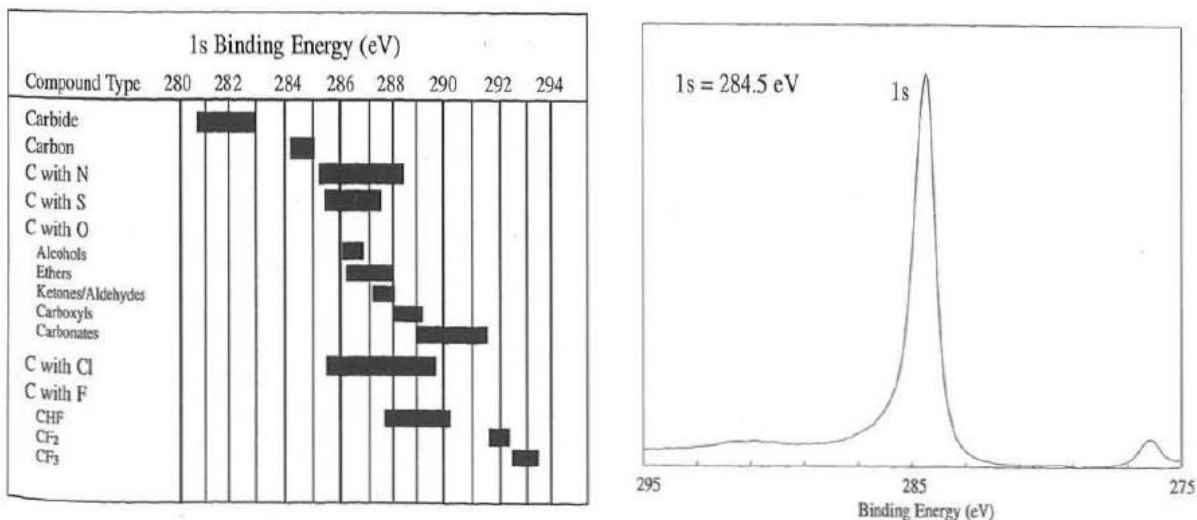 1s Binding Energy (eV)
Compound Type 280 282 284 286 288 290 292 294
Carbide
Carbon
C with N
C with S
C with O
Alcohols
Ethers
Ketones/Aldehydes
Carboxyls
Carbonates
C with Cl
C with F
CHF
CF₂
CF₃
1s = 284.5 eV
1s
295 285 275
Binding Energy (eV)